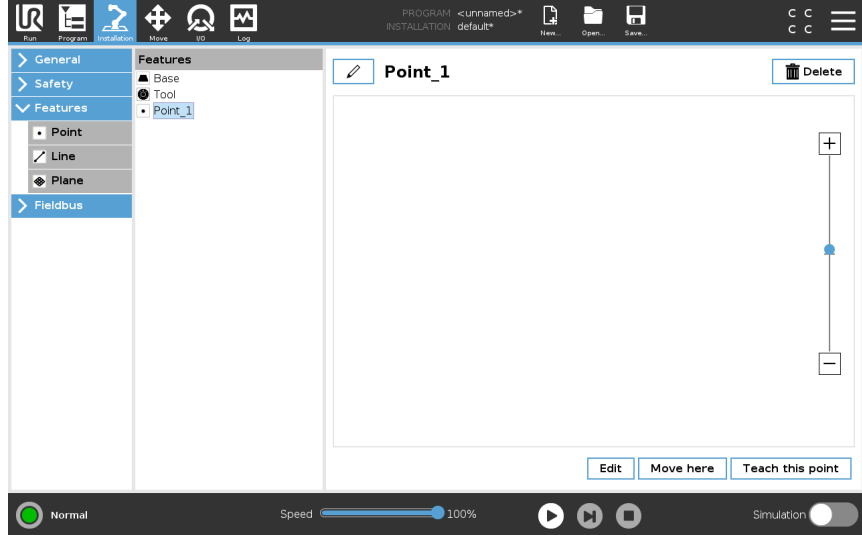 PROGRAM <unnamed>*
INSTALLATION default*
UR
Run Program Installation Move I/O Log New... Open... Save...
C C
C C
General
Safety
Features
Point
Line
Plane
Fieldbus
Features
Base
Tool
Point_1
Point_1
Delete
Edit Move here Teach this point
Normal
Speed 100%
Simulation